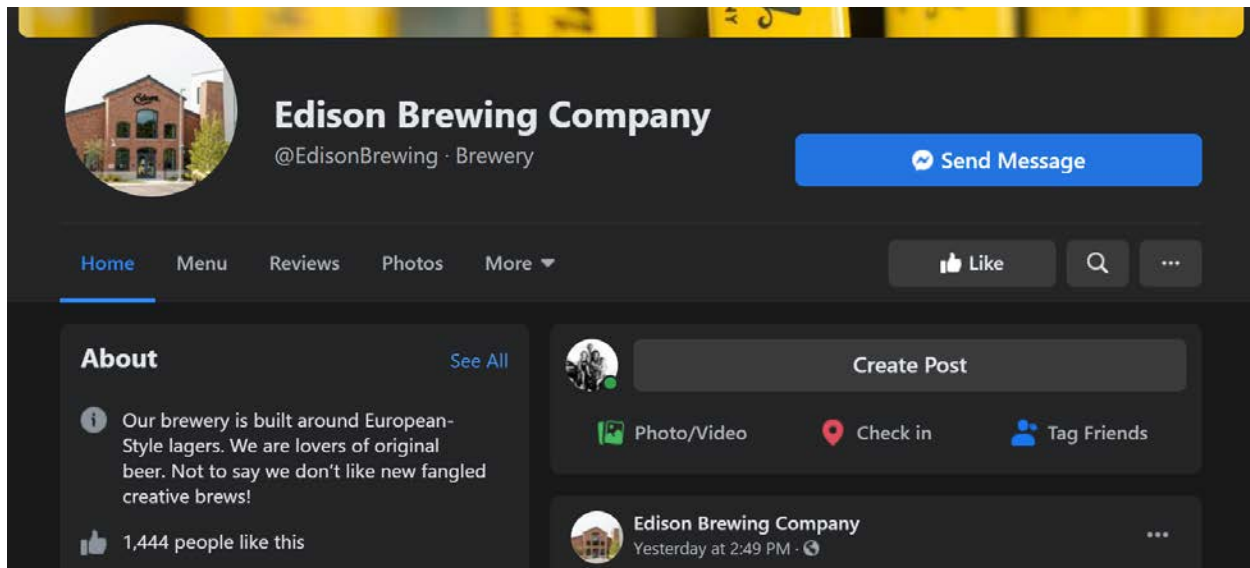 Edison
Edison Brewing Company
@EdisonBrewing · Brewery
Send Message
Home Menu Reviews Photos More
Like
About
See All
Our brewery is built around European-
Style lagers. We are lovers of original
beer. Not to say we don't like new fangled
creative brews!
1,444 people like this
Create Post
Photo/Video Check in Tag Friends
Edison Brewing Company
Yesterday at 2:49 PM ·